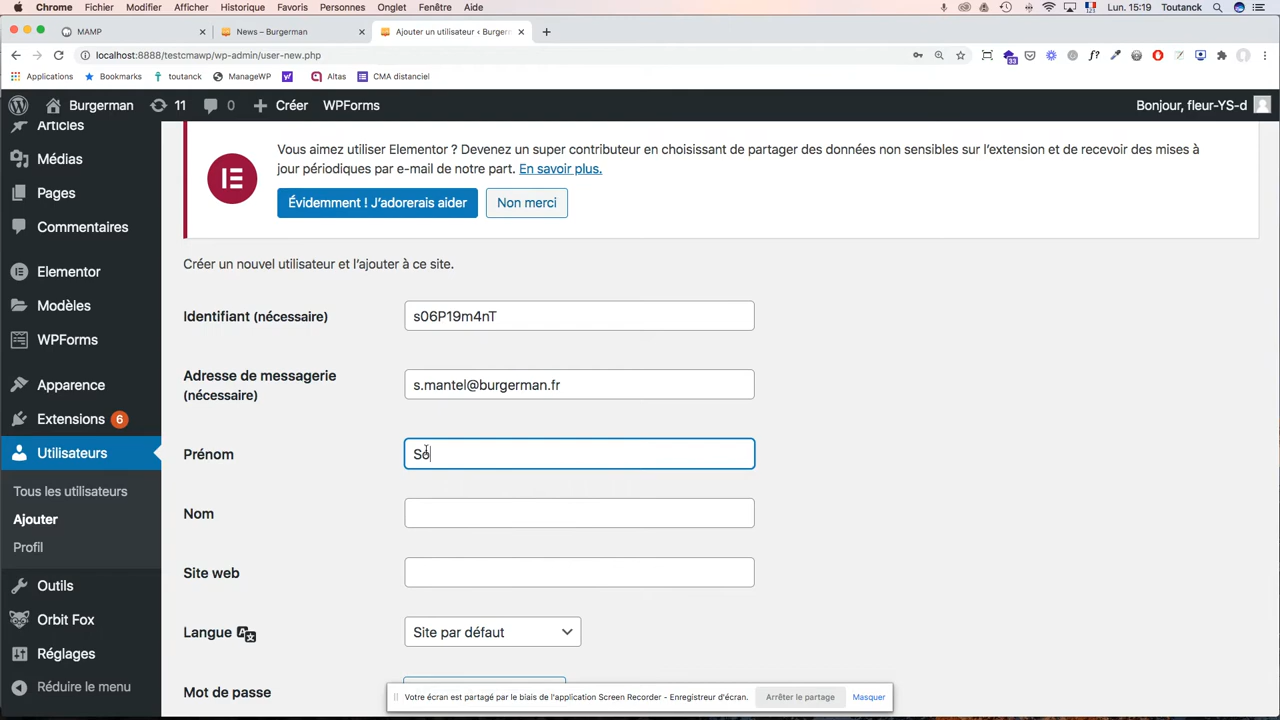 Chrome Fichier Modifier Afficher Historique Favoris Personnes Onglet Fenêtre Aide Lun. 15:19 Toutanck
MAMP News – Burgerman Ajouter un utilisateur ‹ Burgerm
localhost:8888/testcmawp/wp-admin/user-new.php
Applications Bookmarks toutanck ManageWP Altas CMA distanciel
33
Burgerman 11 0 Créer WPForms Bonjour, fleur-YS-d
Articles
Médias
Pages
Commentaires
Elementor
Modèles
WPForms
Apparence
Extensions 6
Utilisateurs
Tous les utilisateurs
Ajouter
Profil
Outils
Orbit Fox
Réglages
Réduire le menu
Vous aimez utiliser Elementor ? Devenez un super contributeur en choisissant de partager des données non sensibles sur l’extension et de recevoir des mises à
jour périodiques par e-mail de notre part. En savoir plus.
Évidemment ! J’adorerais aider Non merci
Créer un nouvel utilisateur et l’ajouter à ce site.
Identifiant (nécessaire) s06P19m4nT
Adresse de messagerie
(nécessaire) s.mantel@burgerman.fr
Prénom So
Nom
Site web
Langue Site par défaut
Mot de passe
Votre écran est partagé par le biais de l'application Screen Recorder - Enregistreur d'écran. Arrêter le partage Masquer